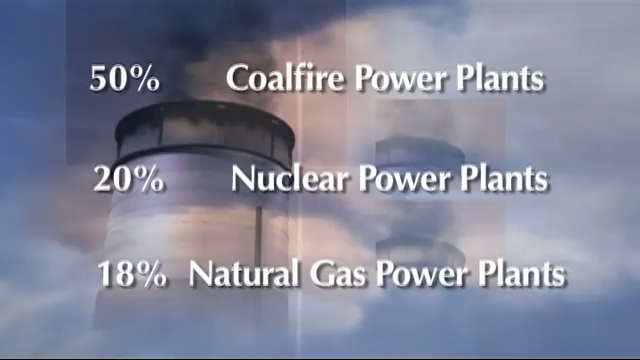 50% Coalfire Power Plants
20% Nuclear Power Plants
18% Natural Gas Power Plants